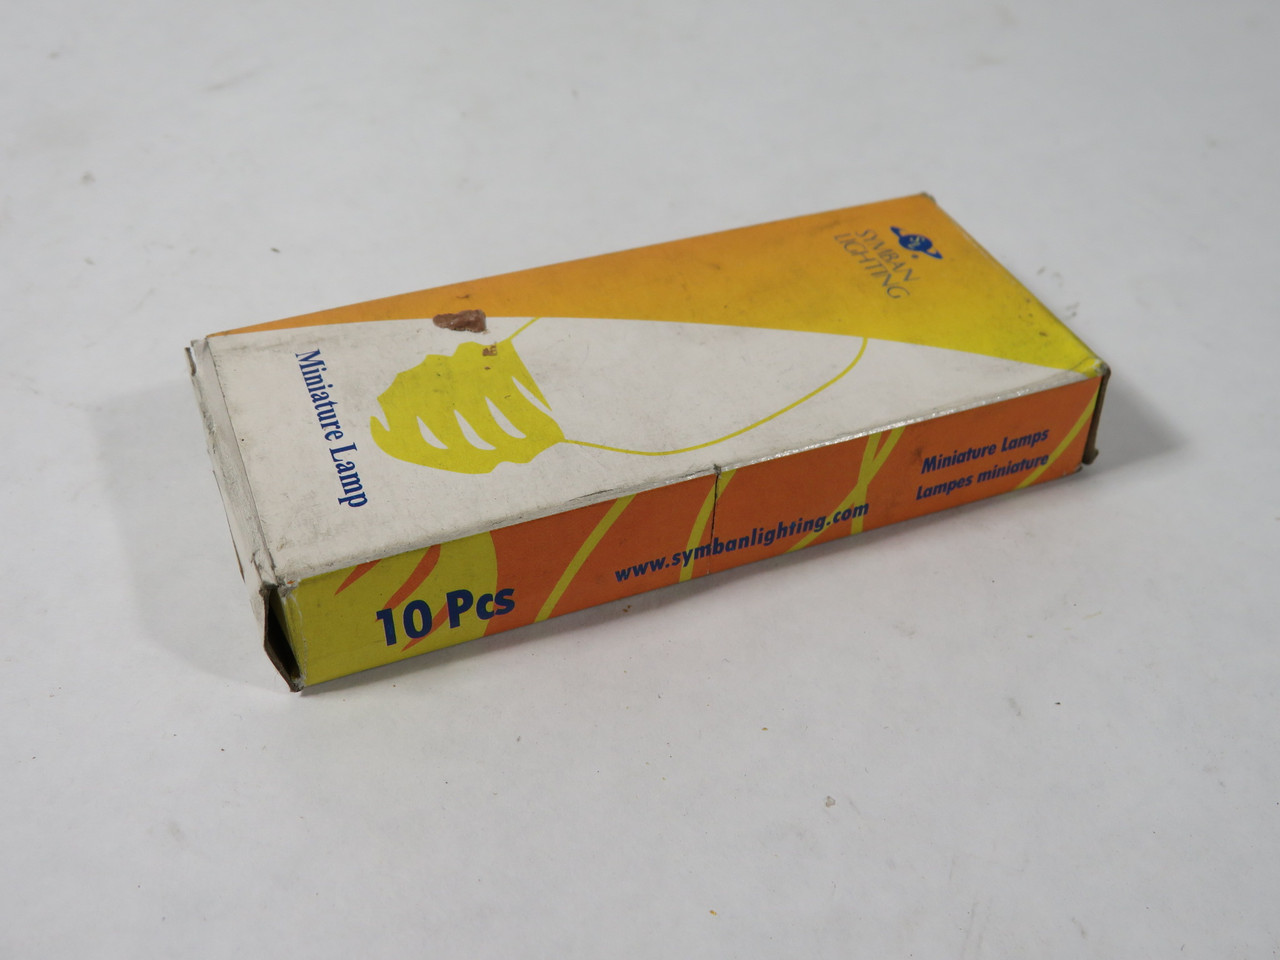 SYMBAN
LIGHTING
Miniature Lamp
10 Pcs
www.symbanlighting.com
Miniature Lamps
Lampes miniature